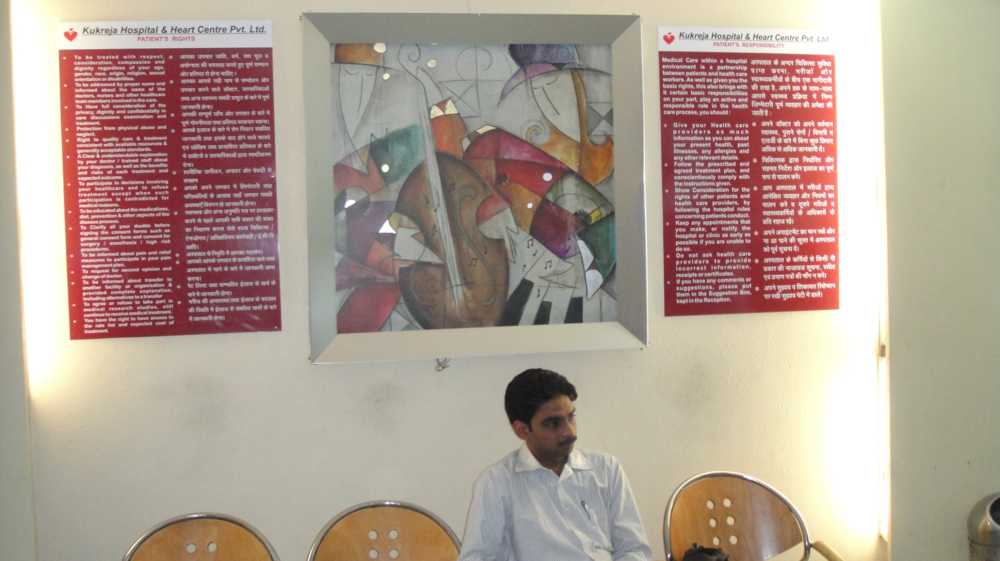 Kukreja Hospital & Heart Centre Pvt. Ltd.
PATIENT'S RIGHTS
To be treated with respect,
consideration, compassion and
diginity regardless of your age,
gender, race, origin, religion, sexual
orientation or disabilities.
To be addressed by proper name and
informed about the name of the
doctors, nurses and other healthcare
team members involved in the care.
To Have full consideration of the
privacy, diginity and confidentially in
care discussions examination and
treatment.
Protection from physical abuse and
neglect.
Right to quality care & treatment
consistent with available resources &
generally acceptable standards.
A Clear & understandable explanation
by your doctor / trained staff about
your diagnosis, as well as the benefits
and risks of each treatment and
expected outcome.
To participate in decisions involving
your healthcare and to refuse
treatment except when such
participation is contradicted for
medical reasons.
To be educated about the medications,
diet, prevention & other aspects of the
disease process.
To Clarify all your doubts before
signing the consent forms such as
general consent form and consent for
surgery / anesthesia / high risk
procedures.
To be informed about pain and relief
measures to participate in your pain
management plan.
To request for second opinion and
change of doctor.
To be informed about transfer to
another facility or organisation &
provided complete explanation,
including alternatives to a transfer
To agree or refuse to take part in
medical research studies, still
continue to receive medical treatment.
You have the right to have access to
the rate list and expected cost of
treatment.
आपका उपचार जाति, धर्म, वंश मूल व
अयोग्यता की बपरवाह करते हुए पूर्ण सम्मान
और प्रतिष्ठा से होना चाहिए।
आपका आपके सही नाम से सम्बोधन और
उपचार करने वाले डॉक्टर, उपचारिकाओं
तथा अन्य स्वास्थ्य संबंधी समूल के बारे में पूर्ण
जानकारी होना।
आपकी सम्पूर्ण जाँच और उपचार के बारे में
पूर्ण गोपनीयता तथा प्रतिष्ठा बरकरार रखना।
आपके इलाज के बारे में रोग निदान संबधित
जानकारी तथा इसके बाद होने वाले फायदे
एवं जोखिम तथा प्रत्याशित प्रतिफल के बारे
में डाक्टरों व उपचारिकाओं द्वारा स्पष्टीकरण
देना।
शारीरिक उत्पीडन, अनादर और बेकद्री से
संरक्षण
अपको अपने उपचार में हिस्सेदारी तथा
परिस्थतियों के अलावा जहाँ उपचार संबंधी
अवस्थाएँ विपंगन हो जानकारी होना।
स्वास्थय और अन्य अनुमति पत्र पर हस्ताक्षर
करने से पहले आपकी सभी प्रकार की शंका
का निवारण करना जेसे शल्य चिकित्सा /
आदि।
अस्पताल से निवृति में आपका सहयोग।
आपको आपके उपचार के प्रत्याशित खर्च तथा
अस्पताल में रहने के बारे में जानकारी प्राप्त
करना।
रेट लिस्ट तथा सम्भावित ईलाज के खर्च के
बारे में जानकारी होना।
मरीज की अव्यवस्था तथा ईलाज के बदलाव
की स्थिति में ईलाज से संबधित खर्चो के बारे
में जानकारी होना।
Kukreja Hospital & Heart Centre Pvt. Ltd.
PATIENT'S RESPONSIBILITY
Medical Care within a hospital
environment is a partnership
between patients and health care
workers. As well as given you the
basic rights, this also brings with
it certain basic responsibilities
on your part, play an active and
responsible role in the health
care process, you should :
Give your Health care
providers as much
information as you can about
your present health, past
illnesses, any allergies and
any other relevant details.
Follow the prescribed and
agreed treatment plan, and
conscientiously comply with
the instructions given.
Show Consideration for the
rights of other patients and
health care providers, by
following the hospital rules
concerning patients conduct.
Keep any appointments that
you make, or notify the
hospital or clinic as early as
possible if you are unable to
do so.
Do not ask health care
providers to provide
incorrect information,
receipts or certificates.
If you have any comments or
suggestions, please put
them in the Suggestion Box,
kept in the Reception.
अस्पताल के अन्दर चिकित्सा सुविधा
प्राप्त करना, मरीजों और
स्वास्थ्यकर्मीयो के बीच एक भागीदारी
की तरह है, अपने हक के साथ-साथ
आपसे स्वास्थ्य प्रक्रिया में निम्न
जिम्मेदारी पूर्ण व्यवहार की अपेक्षा की
जाती है :
अपने डॉक्टर को अपने वर्तमान
स्वास्थ्य, पुराने रोगों / बिमारी व
एलर्जी के बारे में बिना कुछ छिपाए
अधिक से अधिक जानकारी दें।
चिकित्सक द्वारा निर्धारित और
सहमत निर्देश और इलाज का पूर्ण
रूप से पालन करें।
आप अस्पताल में मरीजों द्वारा
आपेक्षित व्यवहार और नियमों का
पालन करे व दूसरे मरीजों व
स्वास्थ्यकर्मियों के अधिकारों के
प्रति सहज रहें।
अपने अपाइंटमेंट का मान रखें और
ना आ पाने की सूरत में अस्पताल
को पूर्व सूचना दें।
अस्पताल के कर्मियों से किसी भी
प्रकार की नाजायज सूचना, रसीद
एवं प्रमाण पत्रों की माँग न करें।
अपने सुझाव व शिकायत रिसेप्शन
पर रखी सुझाव पेटी में डालें।